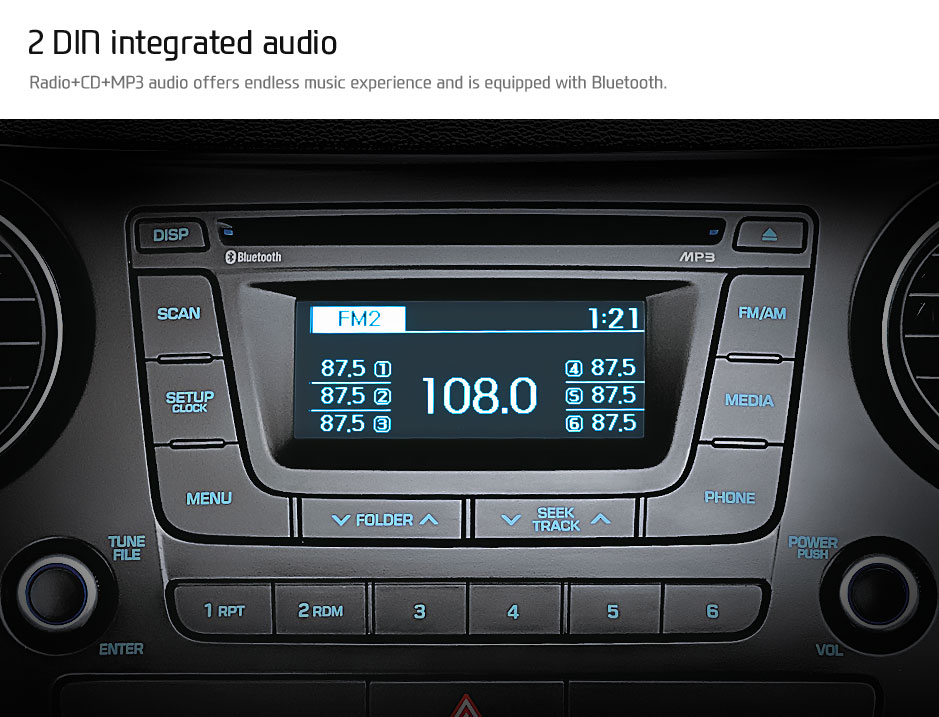 2 DIN integrated audio
Radio+CD+MP3 audio offers endless music experience and is equipped with Bluetooth.
DISP
Bluetooth
MP3
SCAN
FM2
1:21
FM/AM
87.5 1
4 87.5
SETUP
CLOCK
87.5 2
108.0
5 87.5
MEDIA
87.5 3
6 87.5
MENU
FOLDER
SEEK
TRACK
PHONE
TUNE
FILE
POWER
PUSH
1 RPT
2 RDM
3
4
5
6
ENTER
VOL